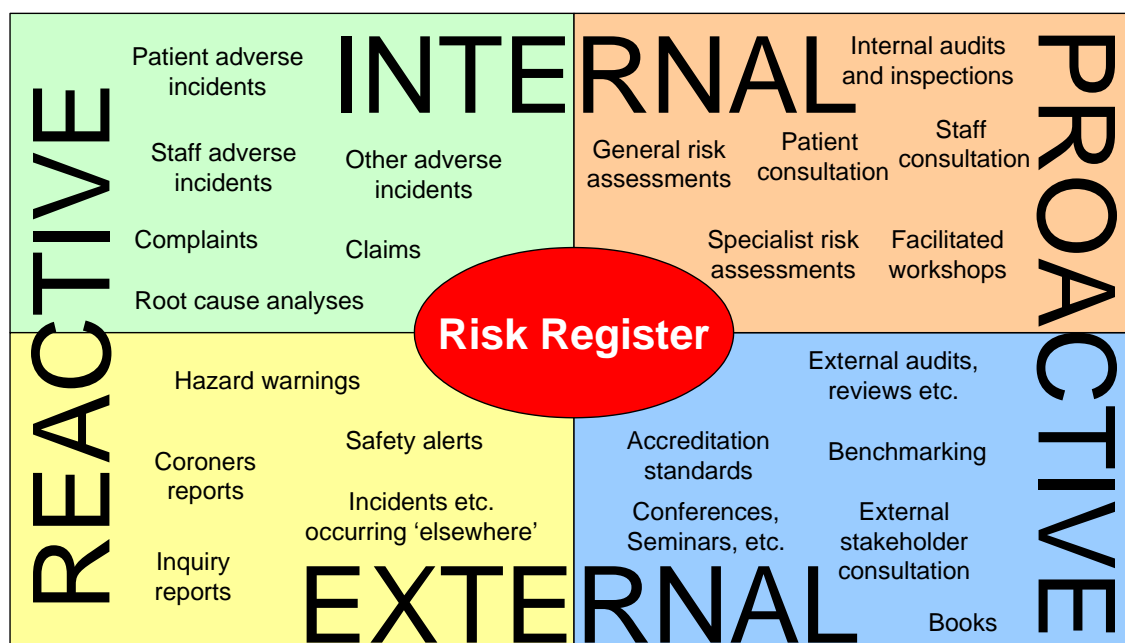 INTERNAL
REACTIVE
PROACTIVE
Patient adverse
incidents
Staff adverse
incidents
Other adverse
incidents
Complaints
Claims
Root cause analyses
Internal audits
and inspections
General risk
assessments
Patient
consultation
Staff
consultation
Specialist risk
assessments
Facilitated
workshops
Risk Register
Hazard warnings
Safety alerts
Coroners
reports
Incidents etc.
occurring ‘elsewhere’
Inquiry
reports
External audits,
reviews etc.
Accreditation
standards
Benchmarking
Conferences,
Seminars, etc.
External
stakeholder
consultation
Books
EXTERNAL